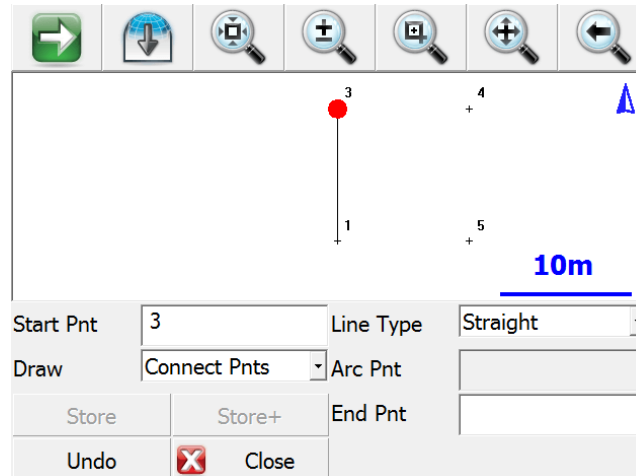 3 4
1 5
10m
Start Pnt 3 Line Type Straight
Draw Connect Pnts Arc Pnt
Store Store+ End Pnt
Undo Close